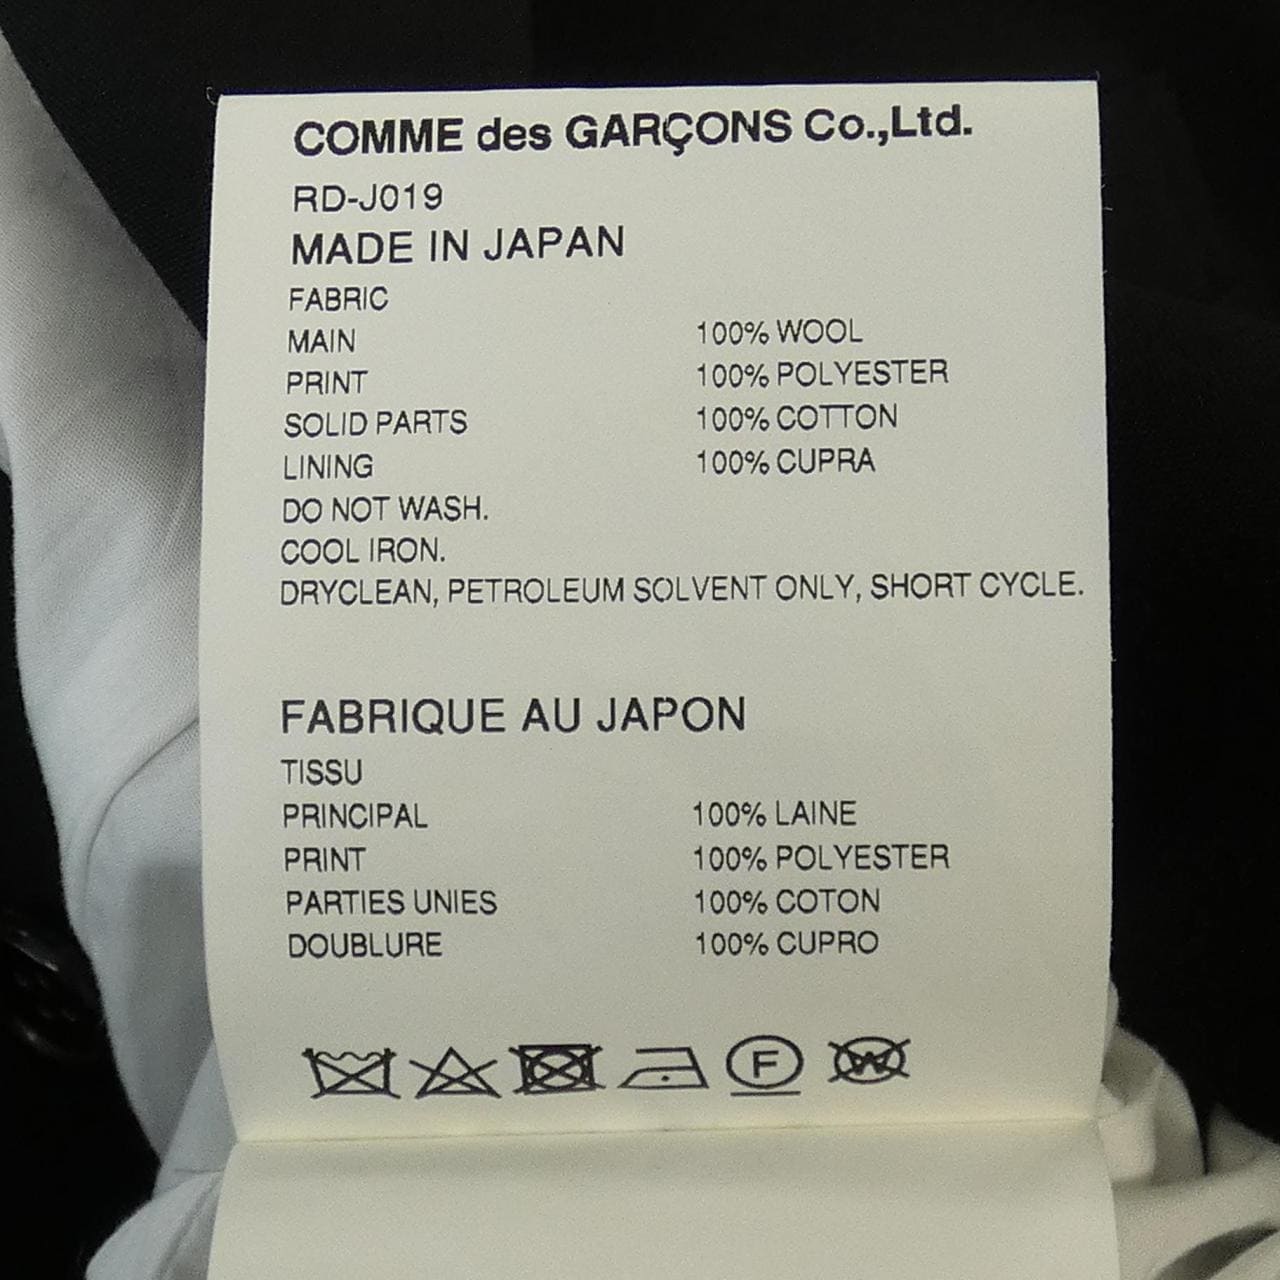 COMME des GARÇONS Co.,Ltd.
RD-J019
MADE IN JAPAN
FABRIC
MAIN 100% WOOL
PRINT 100% POLYESTER
SOLID PARTS 100% COTTON
LINING 100% CUPRA
DO NOT WASH.
COOL IRON.
DRYCLEAN, PETROLEUM SOLVENT ONLY, SHORT CYCLE.
FABRIQUE AU JAPON
TISSU
PRINCIPAL 100% LAINE
PRINT 100% POLYESTER
PARTIES UNIES 100% COTON
DOUBLURE 100% CUPRO
F W